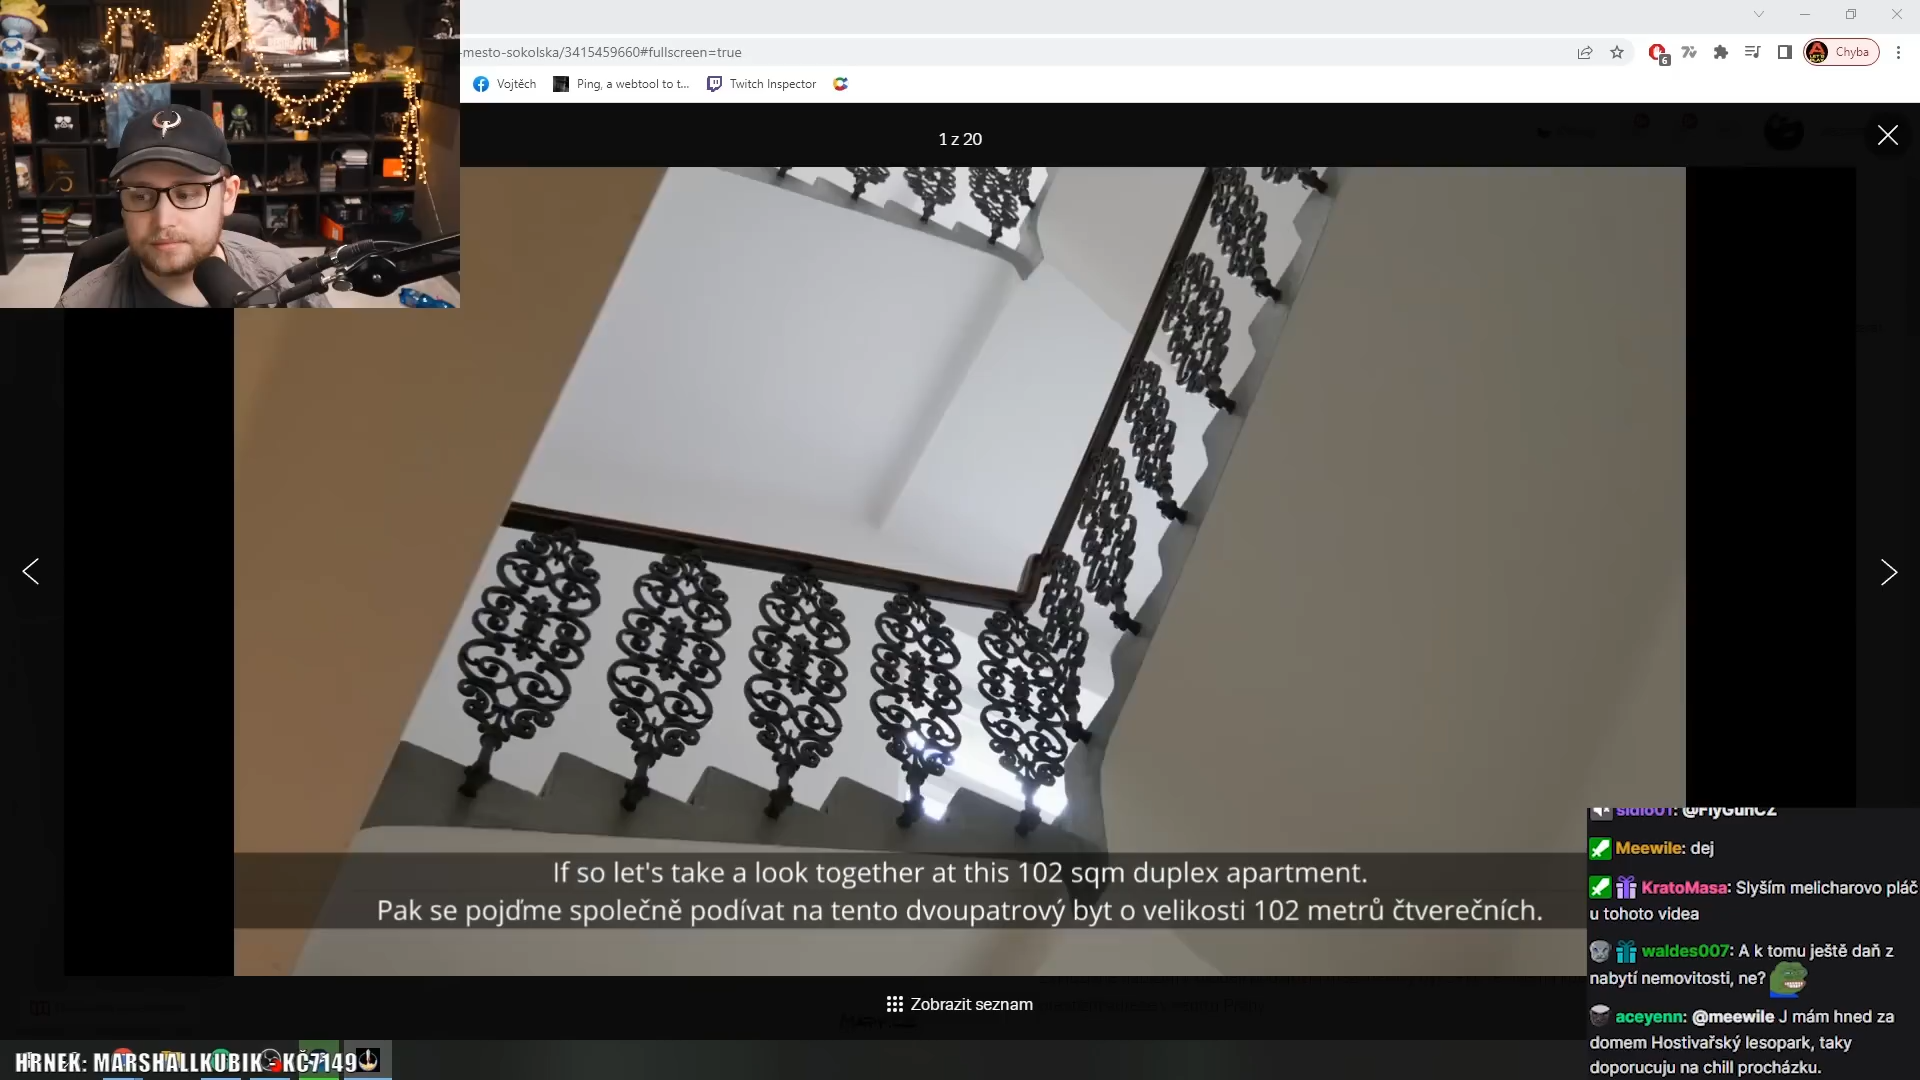 -mesto-sokolska/3415459660#fullscreen=true
6
Chyba
Vojtěch
Ping, a webtool to t...
Twitch Inspector
1 z 20
If so let's take a look together at this 102 sqm duplex apartment.
Pak se pojďme společně podívat na tento dvoupatrový byt o velikosti 102 metrů čtverečních.
Zobrazit seznam
sidlo01: @FlyGunCZ
Meewile: dej
KratoMasa: Slyším melicharovo pláč
u tohoto videa
waldes007: A k tomu ještě daň z
nabytí nemovitosti, ne?
aceyenn: @meewile J mám hned za
domem Hostivařský lesopark, taky
doporucuju na chill procházku.
HRNEK: MARSHALLKUBIK - KČ7149